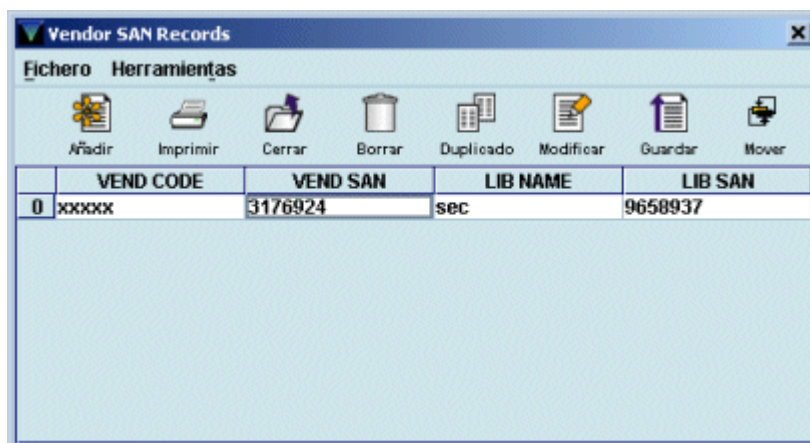 Vendor SAN Records
Fichero Herramientas
Añadir Imprimir Cerrar Borrar Duplicado Modificar Guardar Mover
VEND CODE VEND SAN LIB NAME LIB SAN
0 xxxxx 3176924 sec 9658937